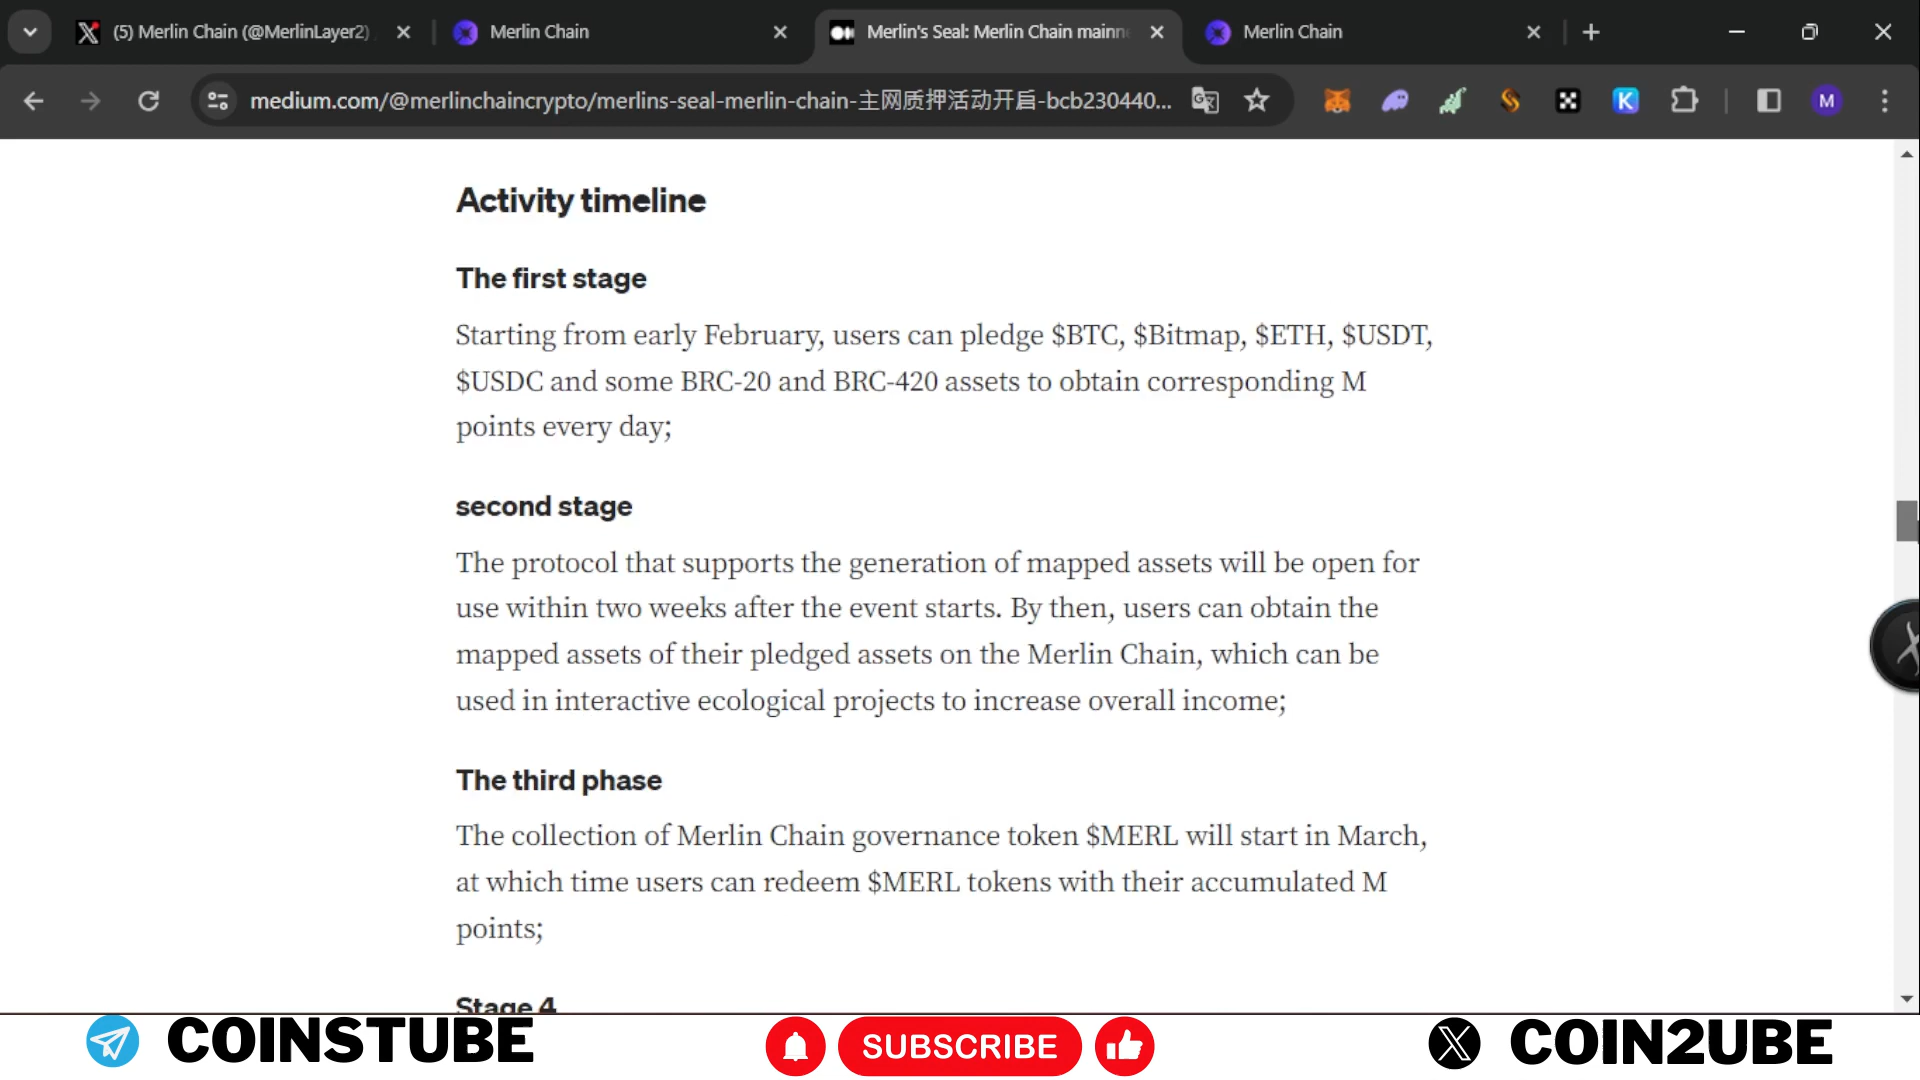 (5) Merlin Chain (@MerlinLayer2)
Merlin Chain
Merlin's Seal: Merlin Chain mainn
Merlin Chain
medium.com/@merlinchaincrypto/merlins-seal-merlin-chain-主网质押活动开启-bcb230440...
K
M
Activity timeline
The first stage
Starting from early February, users can pledge $BTC, $Bitmap, $ETH, $USDT,
$USDC and some BRC-20 and BRC-420 assets to obtain corresponding M
points every day;
second stage
The protocol that supports the generation of mapped assets will be open for
use within two weeks after the event starts. By then, users can obtain the
mapped assets of their pledged assets on the Merlin Chain, which can be
used in interactive ecological projects to increase overall income;
The third phase
The collection of Merlin Chain governance token $MERL will start in March,
at which time users can redeem $MERL tokens with their accumulated M
points;
Stage 4
COINSTUBE
SUBSCRIBE
COIN2UBE